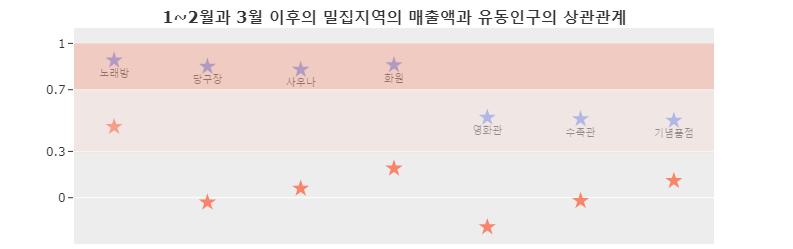 1~2월과 3월 이후의 밀집지역의 매출액과 유동인구의 상관관계
1
노래방
당구장
사우나
화원
0.7
영화관
수족관
기념품점
0.3
0